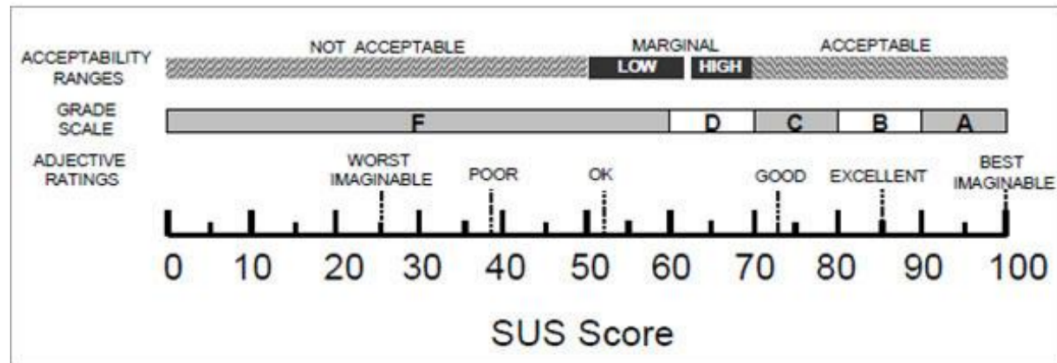 NOT ACCEPTABLE MARGINAL ACCEPTABLE
ACCEPTABILITY
RANGES
LOW HIGH
GRADE
SCALE
F D C B A
ADJECTIVE
RATINGS
WORST
IMAGINABLE
POOR
OK
GOOD
EXCELLENT
BEST
IMAGINABLE
0 10 20 30 40 50 60 70 80 90 100
SUS Score